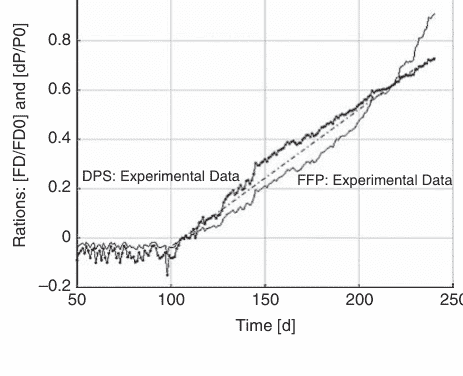 Rations: [FD/FD0] and [dP/P0]
0.8
0.6
0.4
0.2
0
−0.2
DPS: Experimental Data
FFP: Experimental Data
50 100 150 200 250
Time [d]